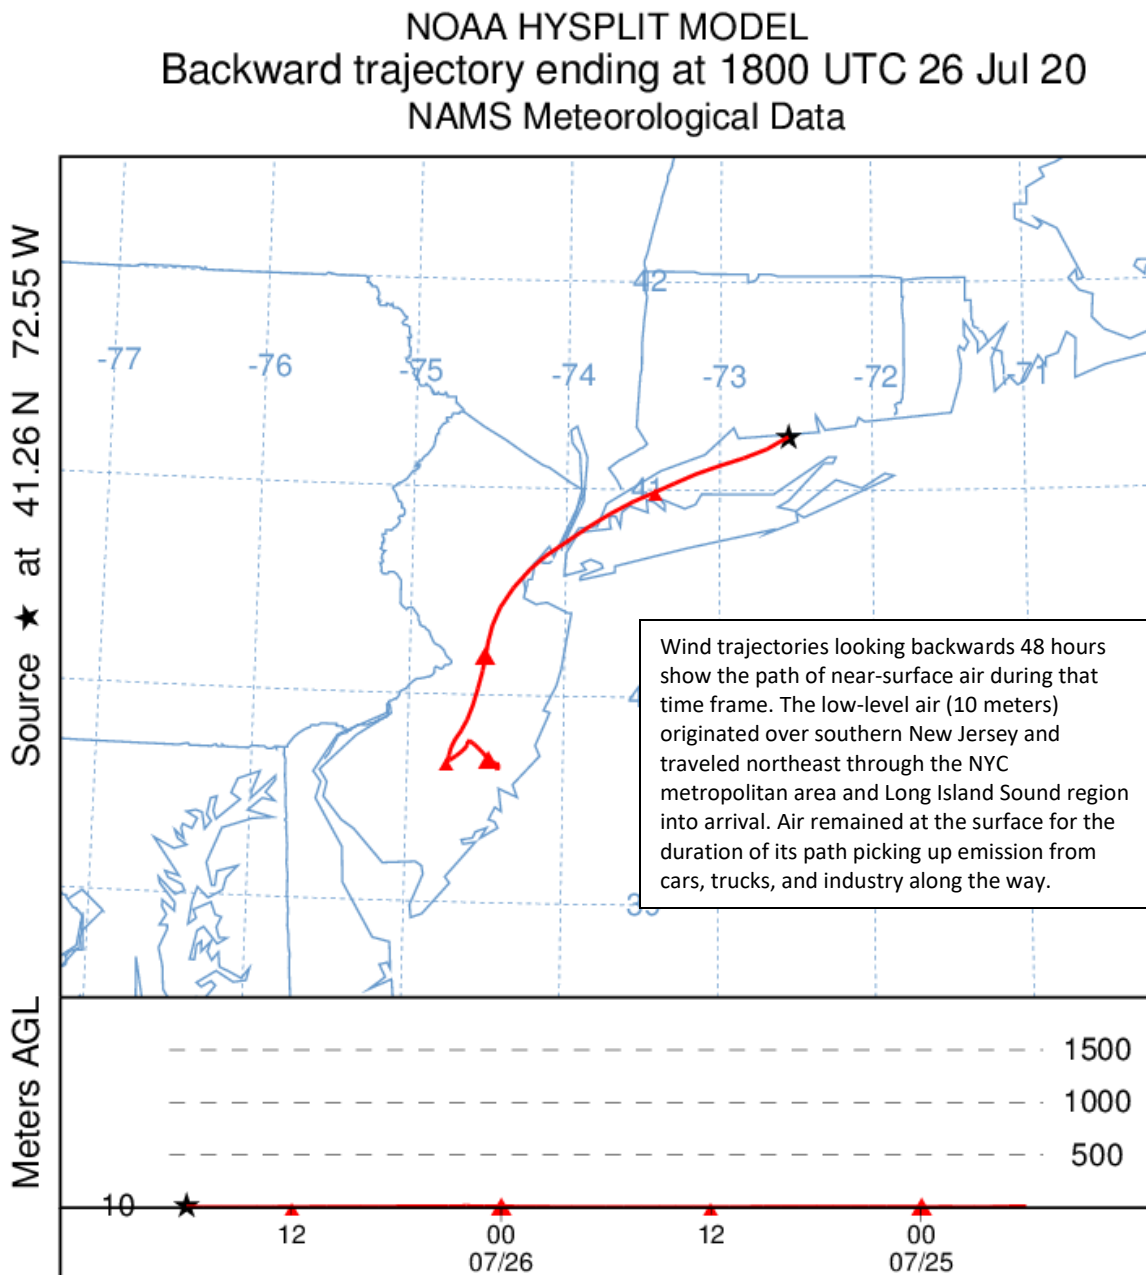 NOAA HYSPLIT MODEL
Backward trajectory ending at 1800 UTC 26 Jul 20
NAMS Meteorological Data
Source ★ at 41.26 N 72.55 W
42
-77
-76
-75
-74
-73
-72
-71
41
Wind trajectories looking backwards 48 hours
show the path of near-surface air during that
time frame. The low-level air (10 meters)
originated over southern New Jersey and
traveled northeast through the NYC
metropolitan area and Long Island Sound region
into arrival. Air remained at the surface for the
duration of its path picking up emission from
cars, trucks, and industry along the way.
Meters AGL
1500
1000
500
10
12
00
12
00
07/26
07/25